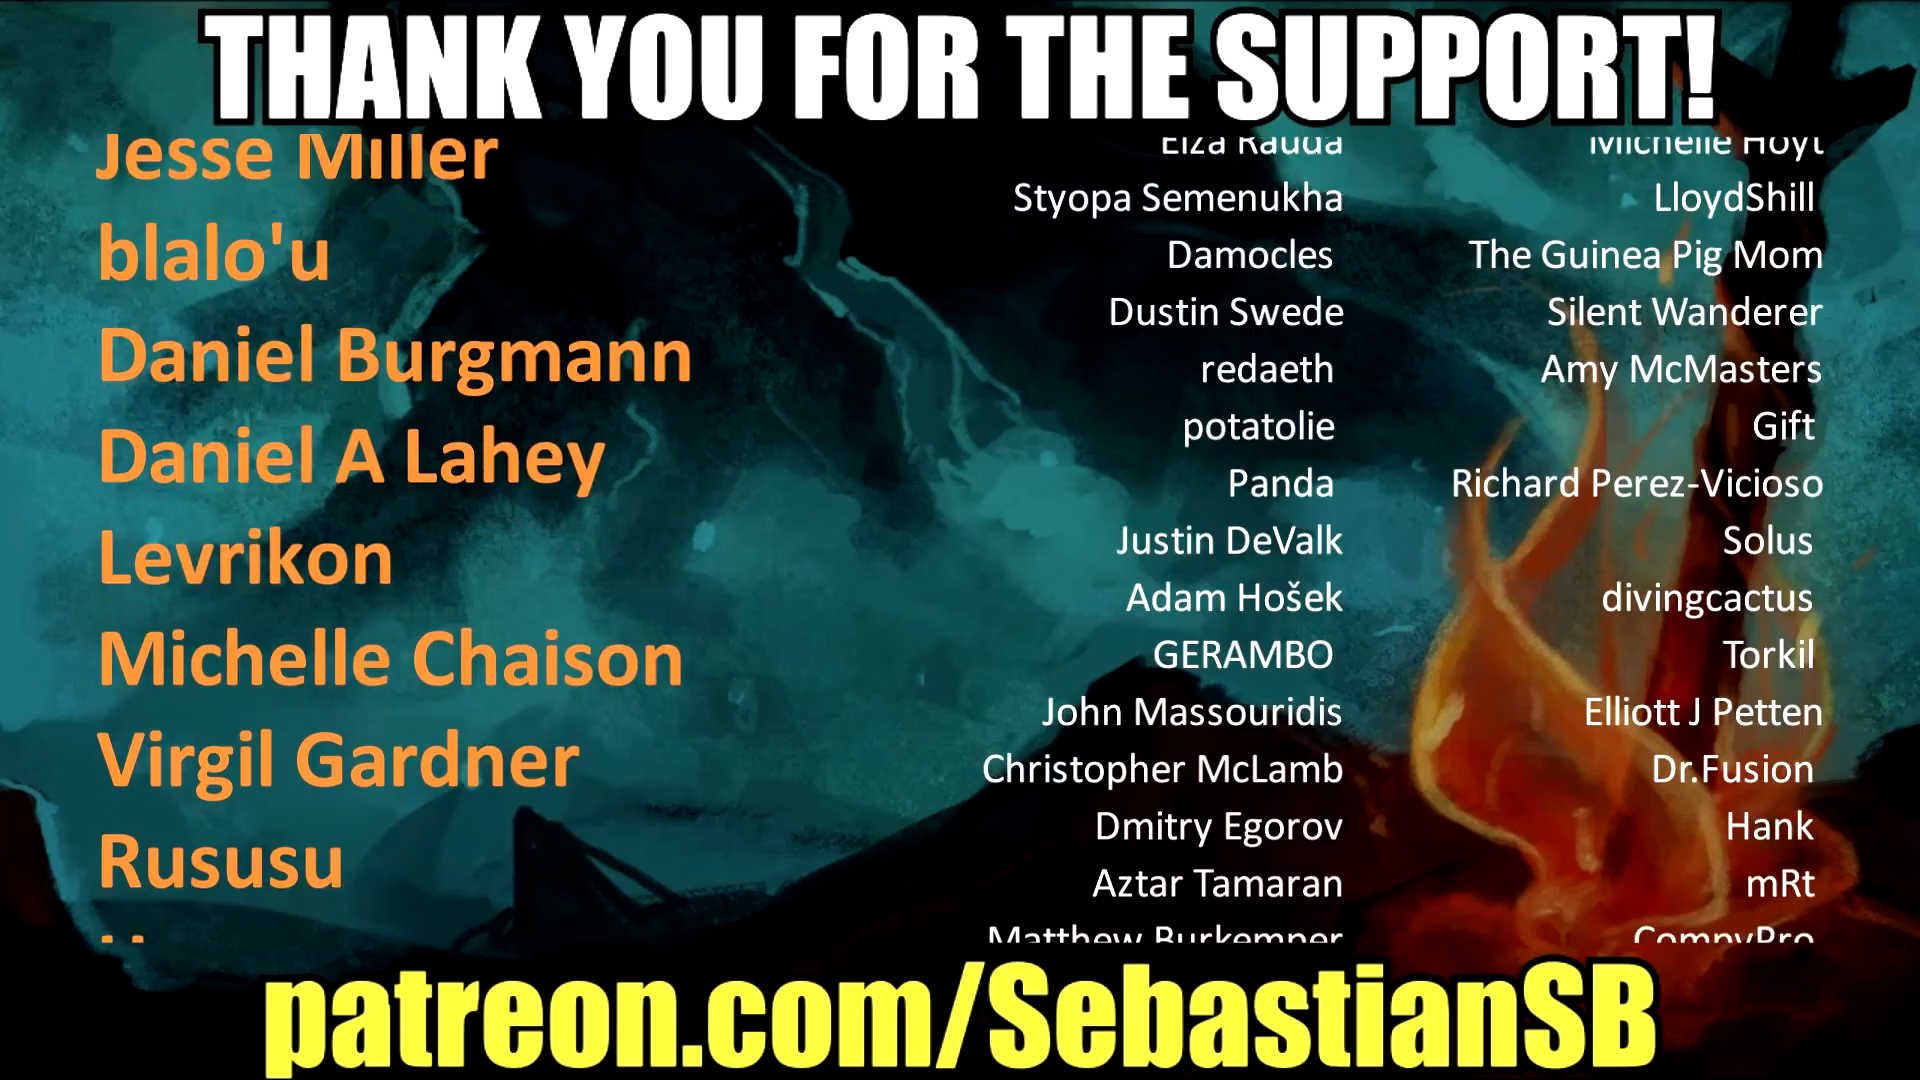 THANK YOU FOR THE SUPPORT!
Jesse Miller
blalo'u
Daniel Burgmann
Daniel A Lahey
Levrikon
Michelle Chaison
Virgil Gardner
Rususu
Elza Rauda
Styopa Semenukha
Damocles
Dustin Swede
redaeth
potatolie
Panda
Justin DeValk
Adam Hošek
GERAMBO
John Massouridis
Christopher McLamb
Dmitry Egorov
Aztar Tamaran
Matthew Burkemper
Michelle Hoyt
LloydShill
The Guinea Pig Mom
Silent Wanderer
Amy McMasters
Gift
Richard Perez-Vicioso
Solus
divingcactus
Torkil
Elliott J Petten
Dr.Fusion
Hank
mRt
CompyPro
patreon.com/SebastianSB